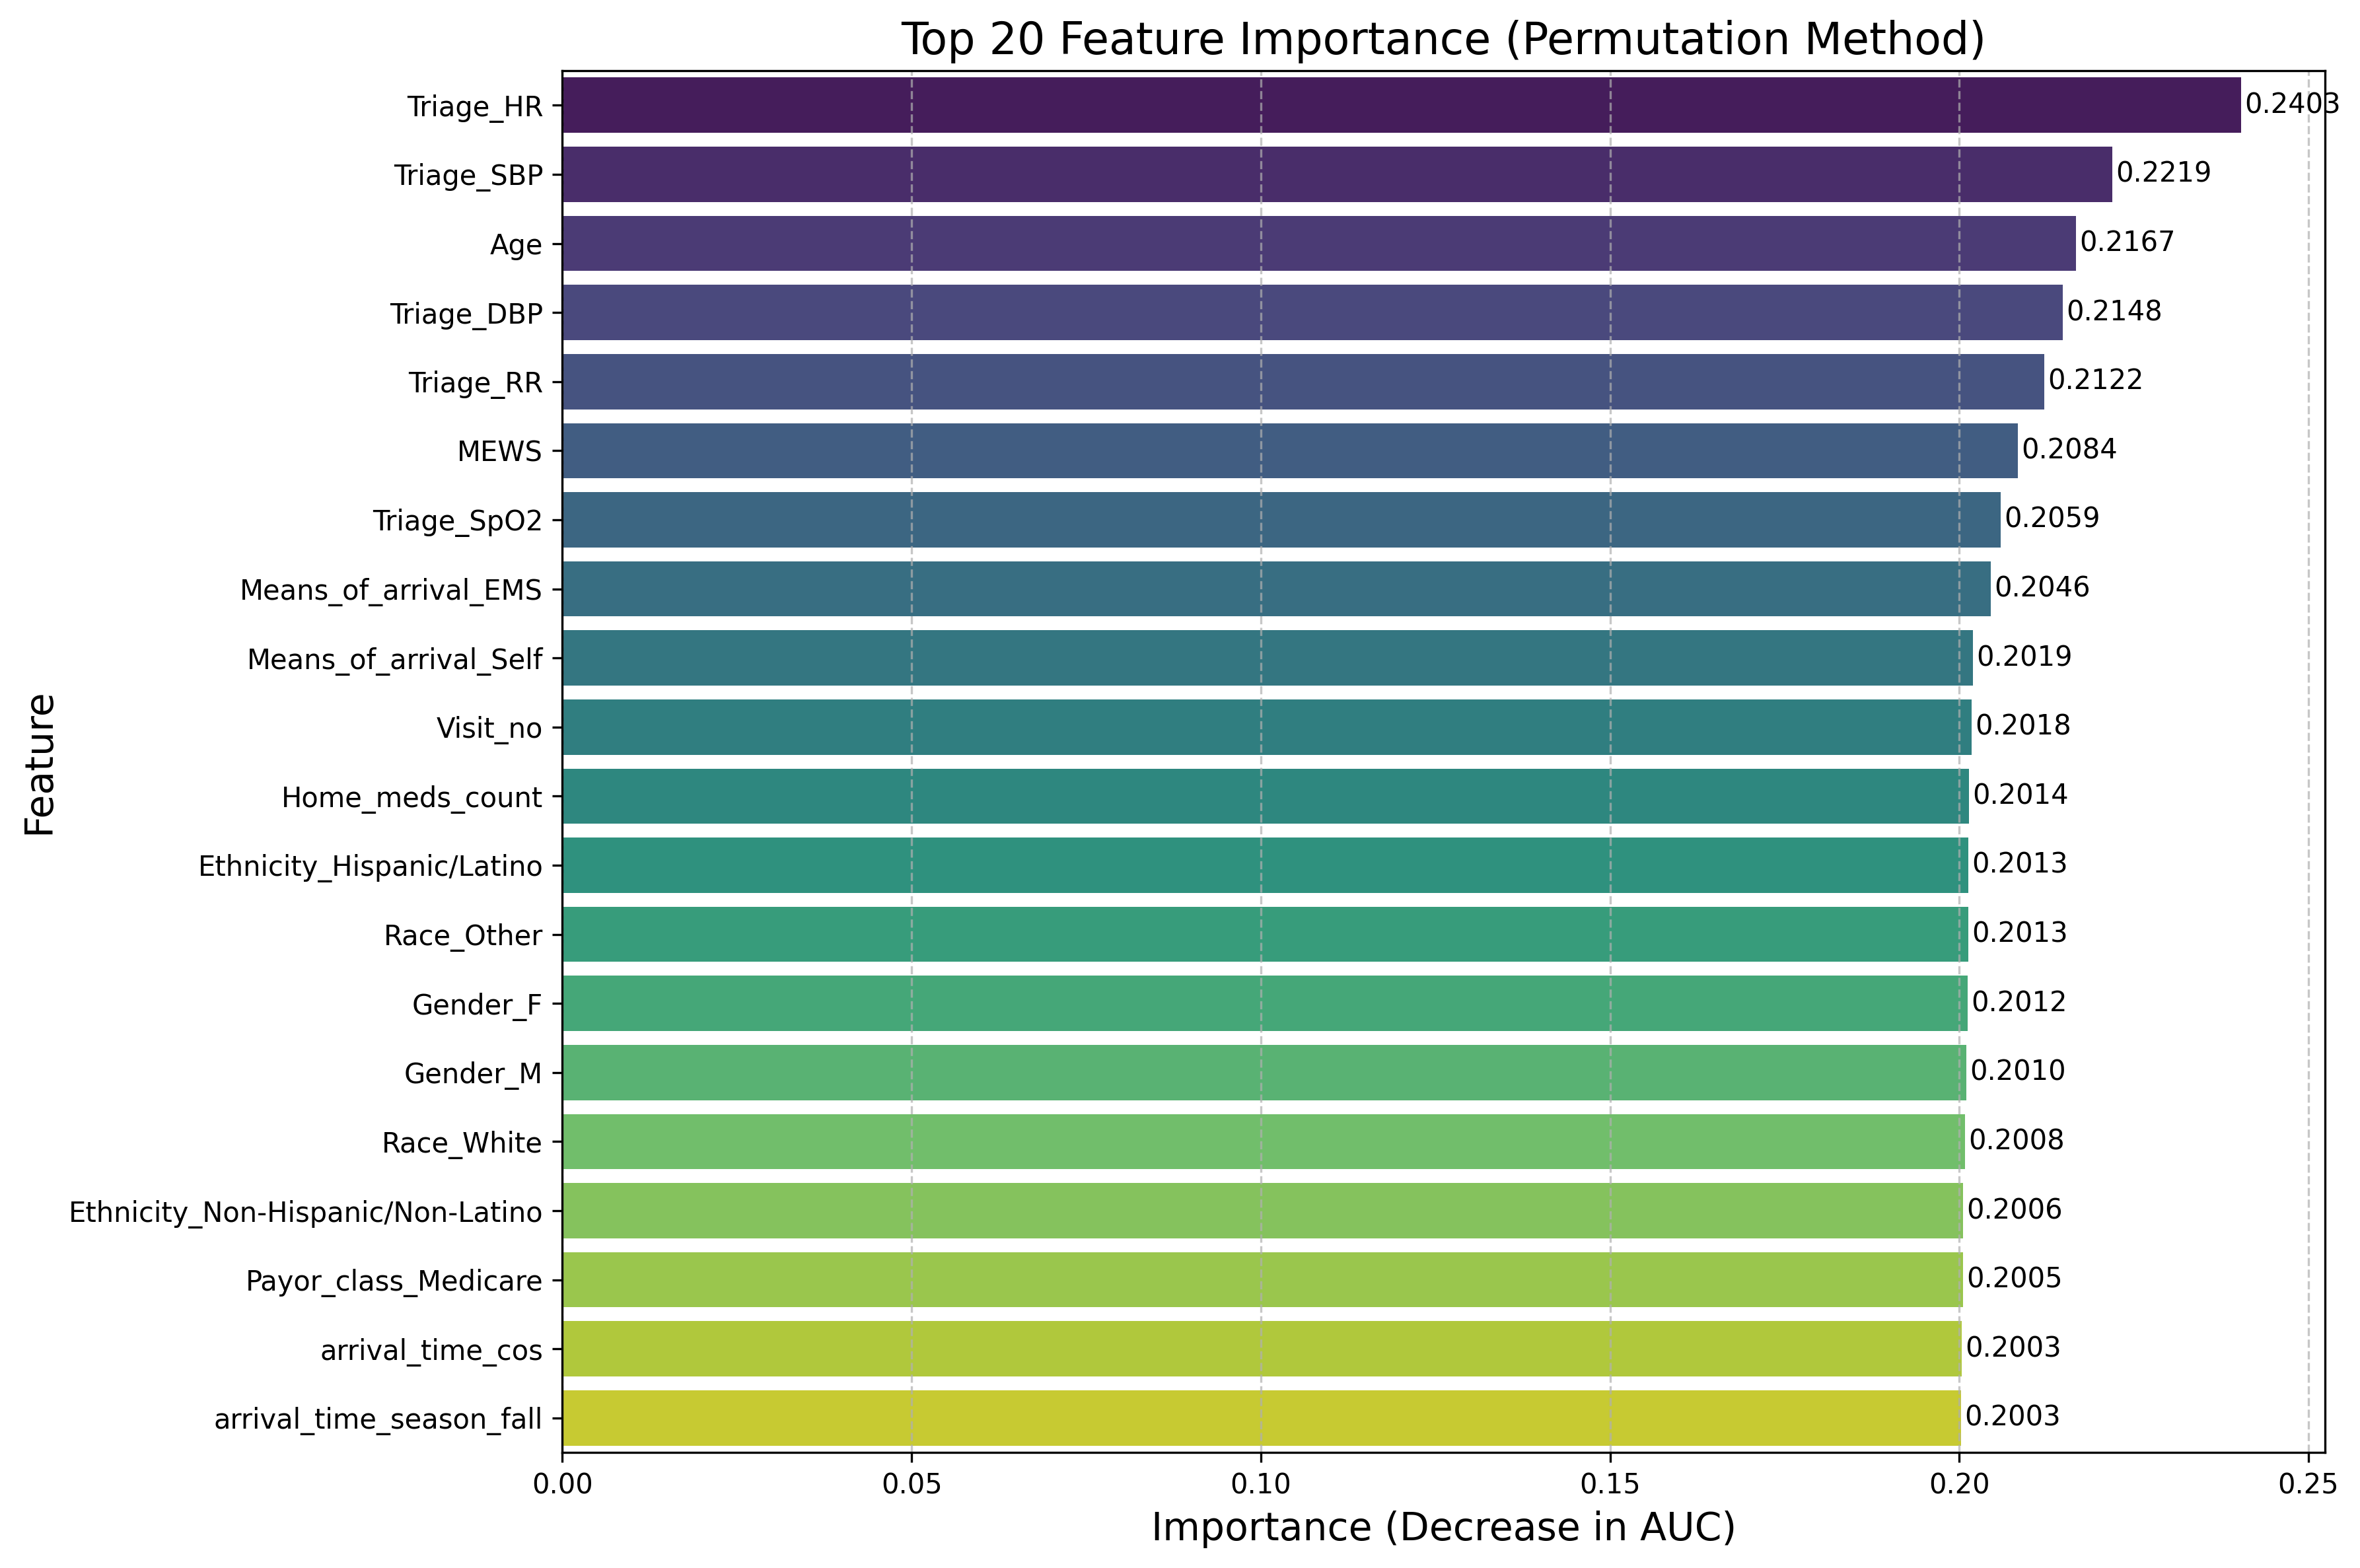 Top 20 Feature Importance (Permutation Method)
Triage_HR 0.2403
Triage_SBP 0.2219
Age 0.2167
Triage_DBP 0.2148
Triage_RR 0.2122
MEWS 0.2084
Triage_SpO2 0.2059
Means_of_arrival_EMS 0.2046
Means_of_arrival_Self 0.2019
Visit_no 0.2018
Home_meds_count 0.2014
Ethnicity_Hispanic/Latino 0.2013
Race_Other 0.2013
Gender_F 0.2012
Gender_M 0.2010
Race_White 0.2008
Ethnicity_Non-Hispanic/Non-Latino 0.2006
Payor_class_Medicare 0.2005
arrival_time_cos 0.2003
arrival_time_season_fall 0.2003
Feature
0.00 0.05 0.10 0.15 0.20 0.25
Importance (Decrease in AUC)